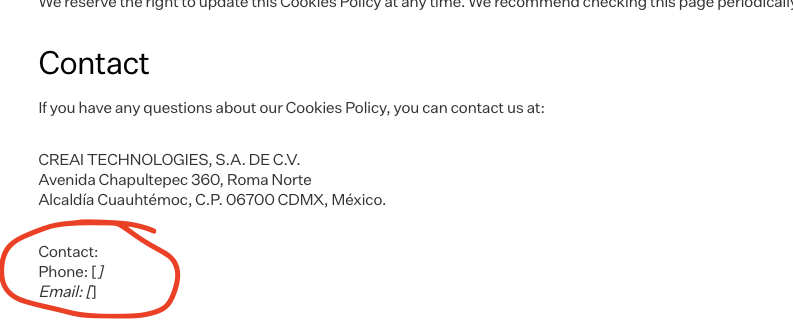 We reserve the right to update this Cookies Policy at any time. We recommend checking this page periodically
Contact
If you have any questions about our Cookies Policy, you can contact us at:
CREAI TECHNOLOGIES, S.A. DE C.V.
Avenida Chapultepec 360, Roma Norte
Alcaldía Cuauhtémoc, C.P. 06700 CDMX, México.
Contact:
Phone: []
Email: []